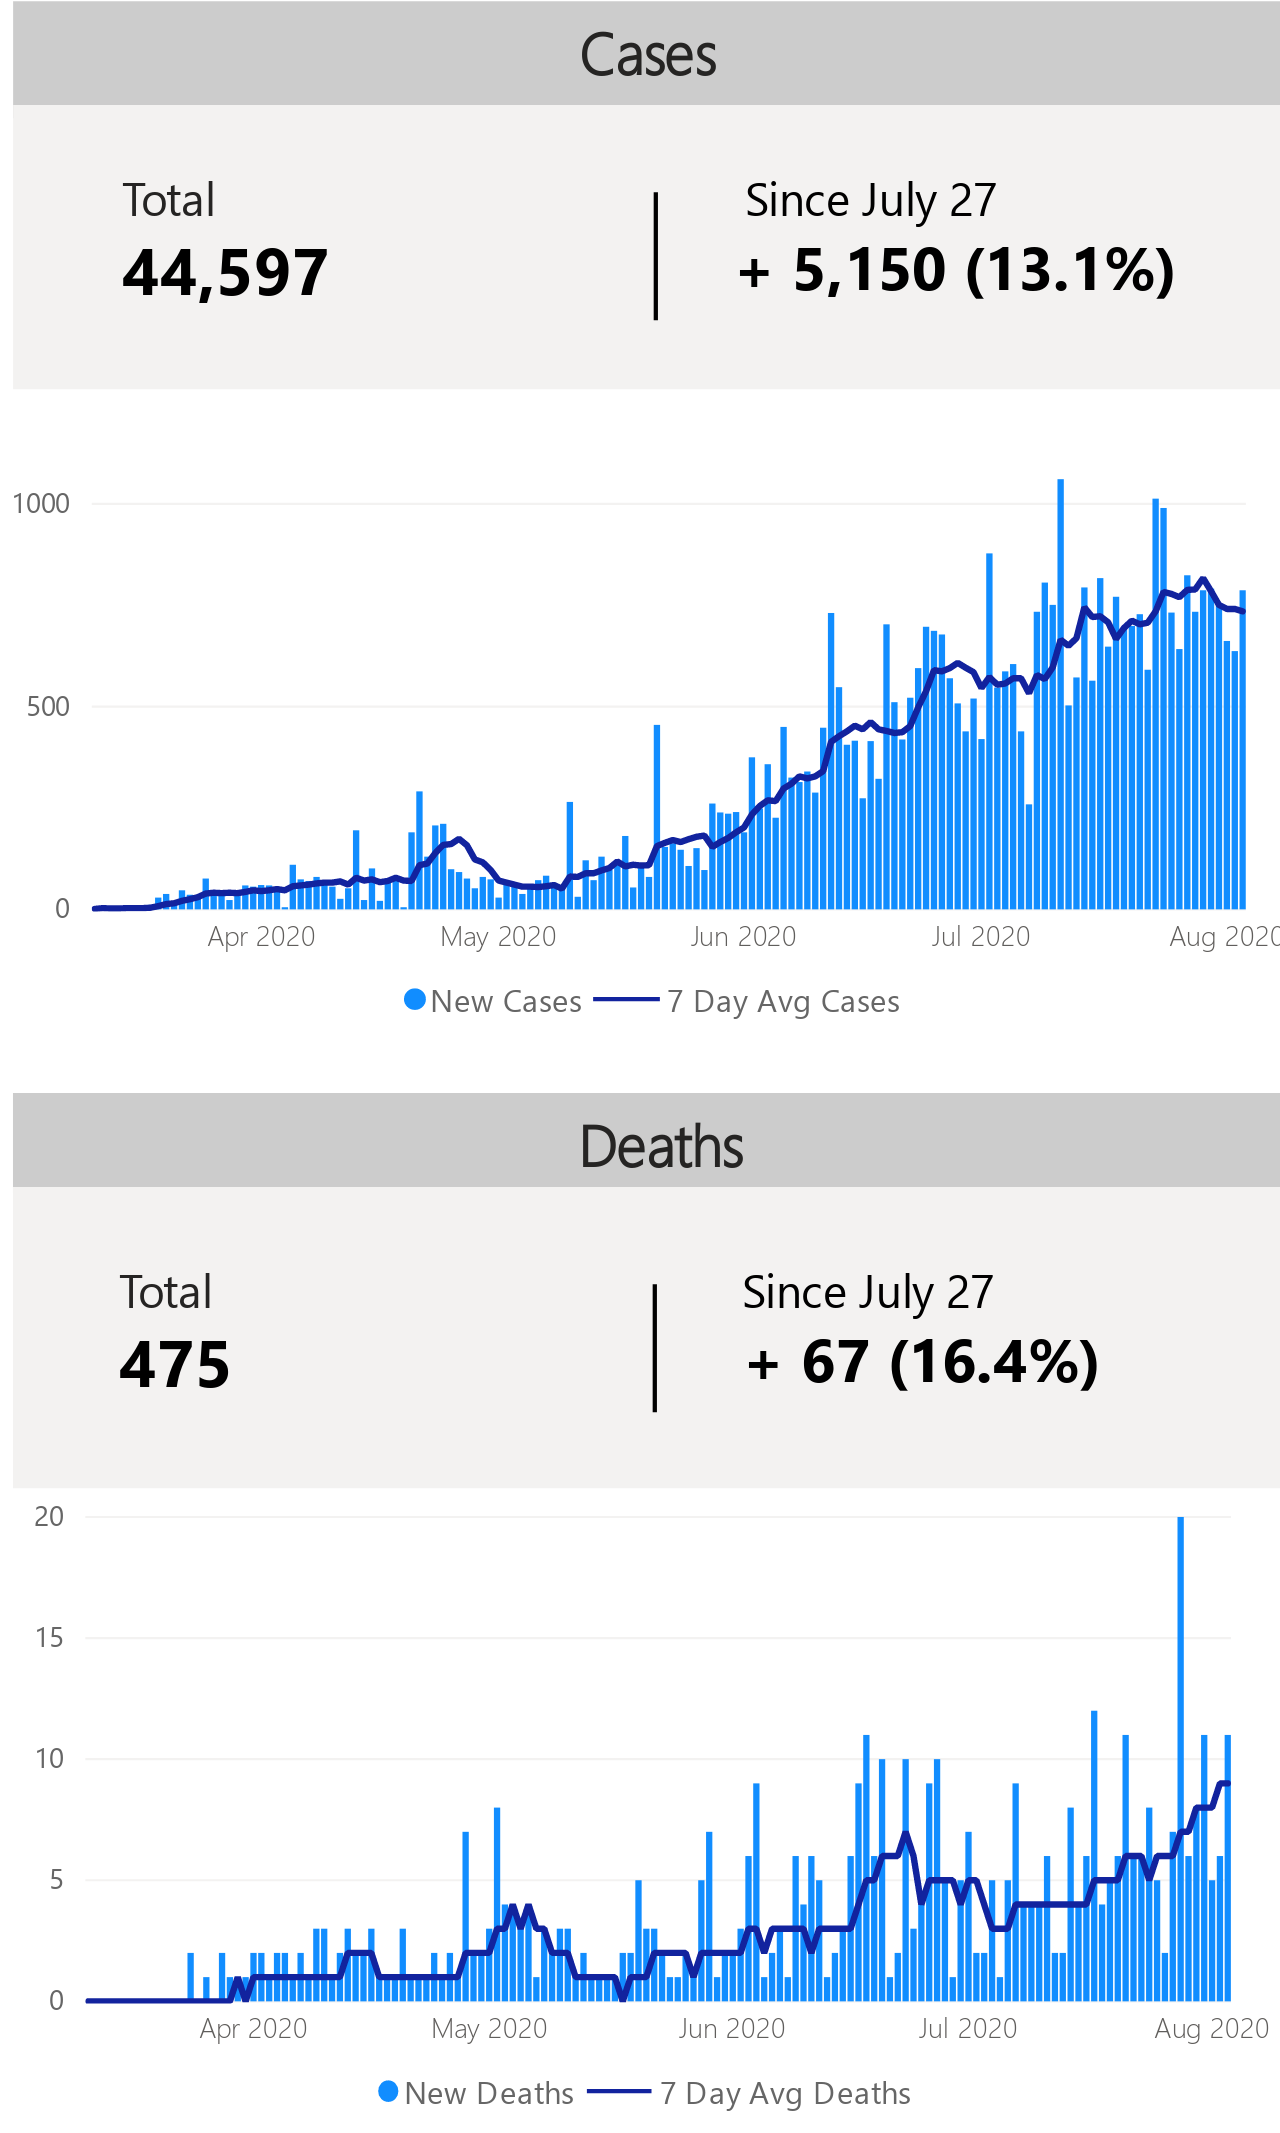 Cases
Total
Since July 27
44,597
+ 5,150 (13.1%)
1000
500
0
Apr 2020 May 2020 Jun 2020 Jul 2020 Aug 2020
New Cases 7 Day Avg Cases
Deaths
Total
Since July 27
475
+ 67 (16.4%)
20
15
10
5
0
Apr 2020 May 2020 Jun 2020 Jul 2020 Aug 2020
New Deaths 7 Day Avg Deaths